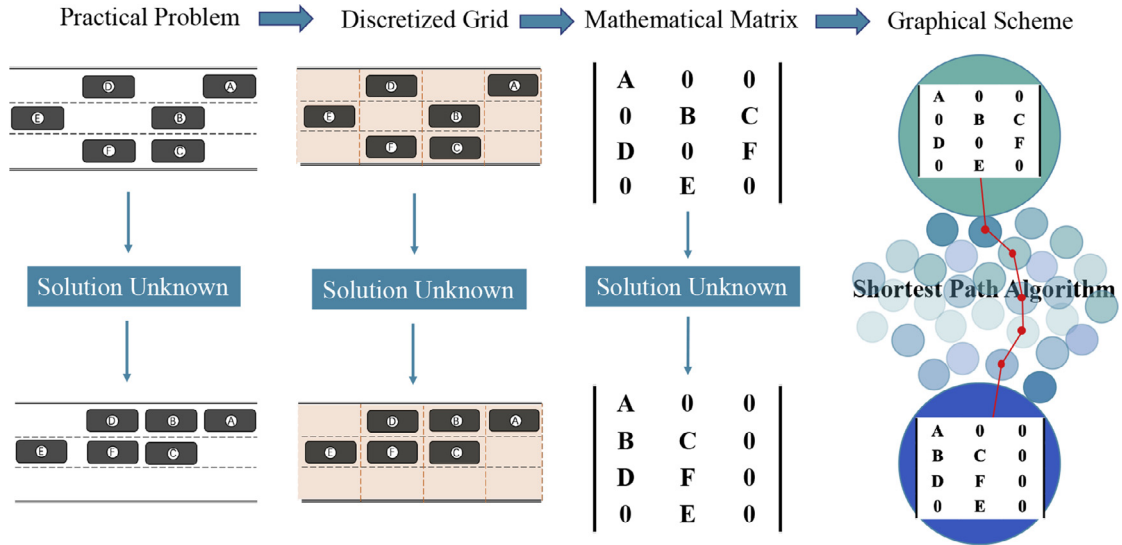 Practical Problem
Discretized Grid
Mathematical Matrix
Graphical Scheme
D A
E B
F C
D A
E B
F C
A 0 0
0 B C
D 0 F
0 E 0
A 0 0
0 B C
D 0 F
0 E 0
Solution Unknown
Solution Unknown
Solution Unknown
Shortest Path Algorithm
D B A
E F C
D B A
E F C
A 0 0
B C 0
D F 0
0 E 0
A 0 0
B C 0
D F 0
0 E 0